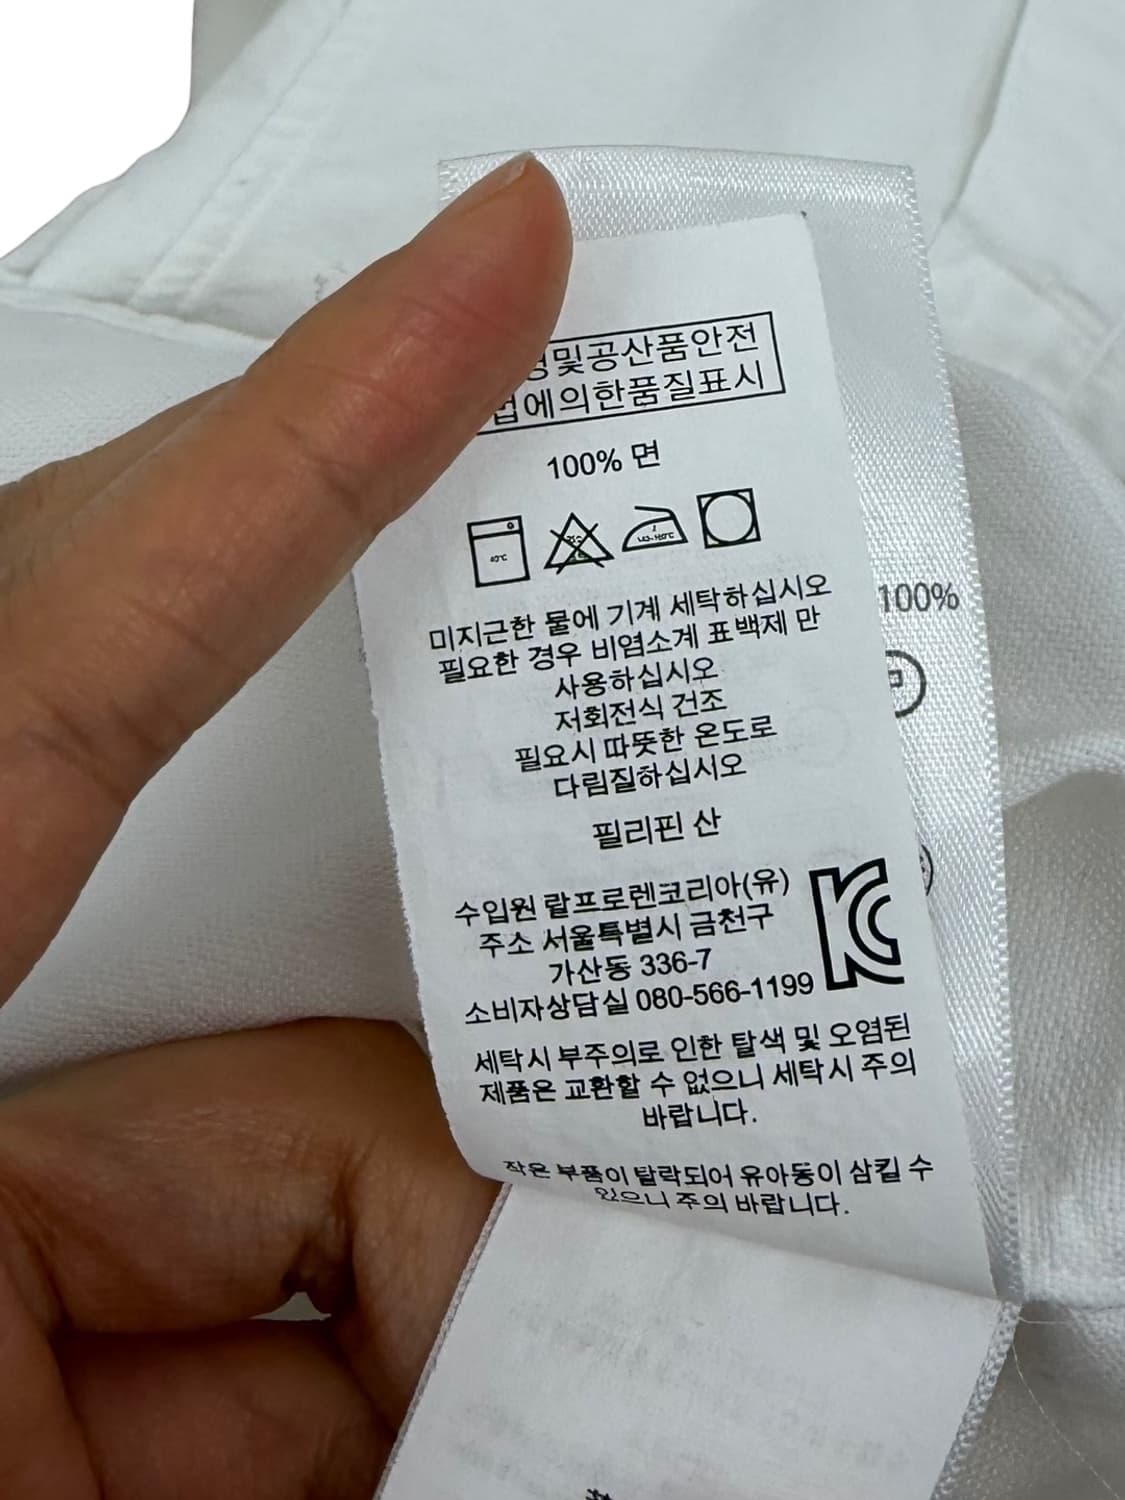 및공산품안전
법에의한품질표시
100% 면
40℃
미지근한 물에 기계 세탁하십시오
필요한 경우 비염소계 표백제 만
사용하십시오
저회전식 건조
필요시 따뜻한 온도로
다림질하십시오
필리핀 산
수입원 랄프로렌코리아(유)
주소 서울특별시 금천구
가산동 336-7
소비자상담실 080-566-1199
세탁시 부주의로 인한 탈색 및 오염된
제품은 교환할 수 없으니 세탁시 주의
바랍니다.
작은 부품이 탈락되어 유아동이 삼킬 수
있으니 주의 바랍니다.
100%
P